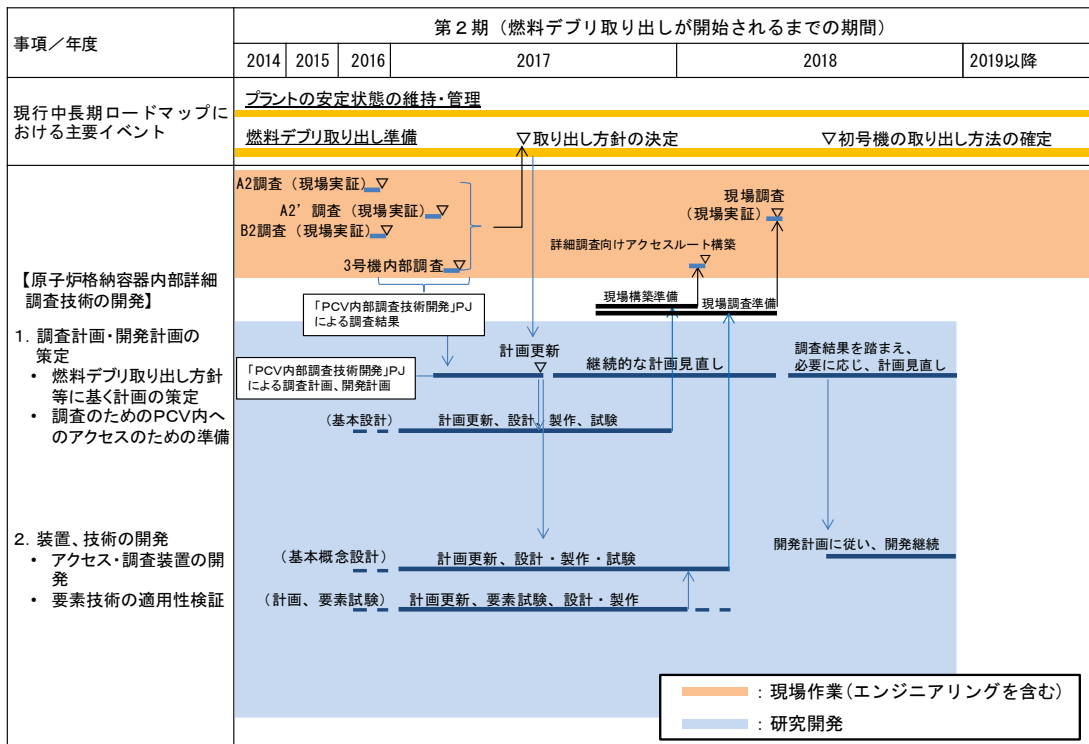 事項／年度
第２期（燃料デブリ取り出しが開始されるまでの期間）
2014
2015
2016
2017
2018
2019以降
現行中長期ロードマップに
おける主要イベント
プラントの安定状態の維持・管理
燃料デブリ取り出し準備
▽取り出し方針の決定
▽初号機の取り出し方法の確定
A2調査（現場実証）▽
A2’調査（現場実証）▽
B2調査（現場実証）▽
3号機内部調査 ▽
現場調査
（現場実証）▽
詳細調査向けアクセスルート構築
▽
現場構築準備
現場調査準備
【原子炉格納容器内部詳細
調査技術の開発】
１．調査計画・開発計画の
策定
• 燃料デブリ取り出し方針
等に基く計画の策定
• 調査のためのPCV内へ
のアクセスのための準備
「PCV内部調査技術開発」PJ
による調査結果
「PCV内部調査技術開発」PJ
による調査計画、開発計画
計画更新
▽
継続的な計画見直し
調査結果を踏まえ、
必要に応じ、計画見直し
（基本設計）
計画更新、設計、製作、試験
２．装置、技術の開発
• アクセス・調査装置の開
発
• 要素技術の適用性検証
（基本概念設計）
計画更新、設計・製作・試験
開発計画に従い、開発継続
（計画、要素試験）
計画更新、要素試験、設計・製作
：現場作業（エンジニアリングを含む）
：研究開発